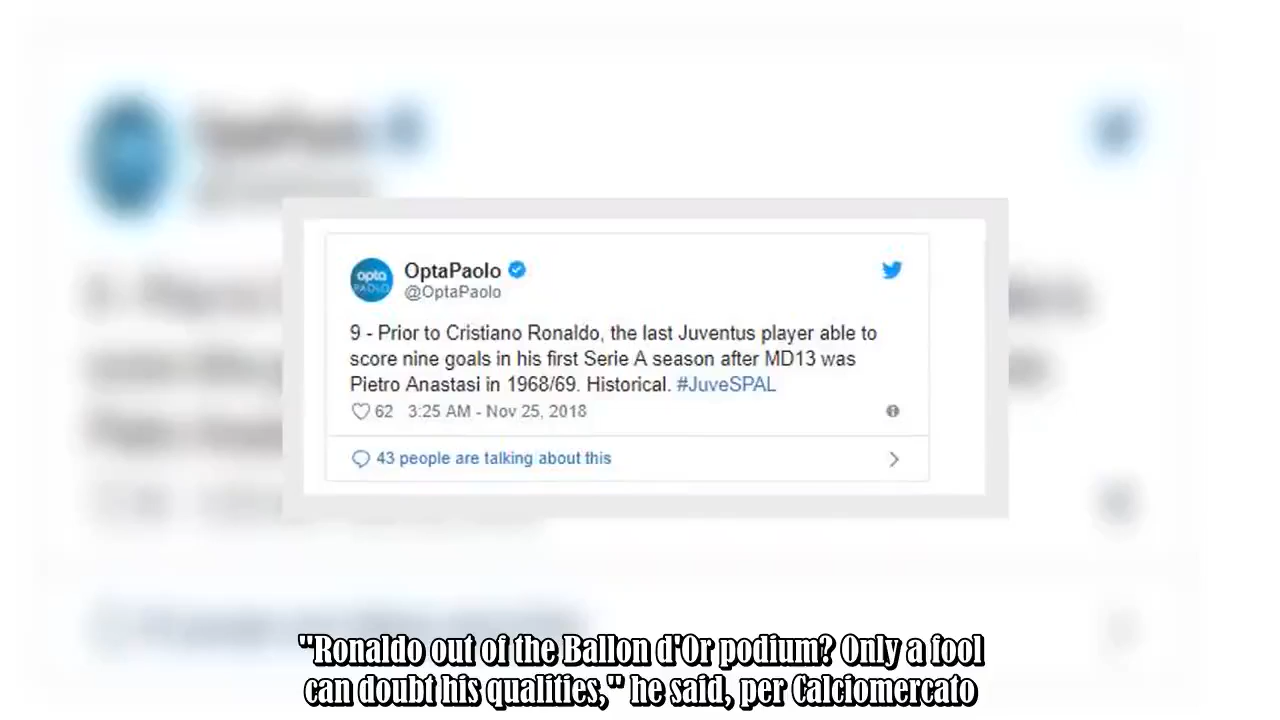 opta
PAOLO
OptaPaolo
@OptaPaolo
9 - Prior to Cristiano Ronaldo, the last Juventus player able to
score nine goals in his first Serie A season after MD13 was
Pietro Anastasi in 1968/69. Historical. #JuveSPAL
62 3:25 AM - Nov 25, 2018
43 people are talking about this
"Ronaldo out of the Ballon d'Or podium? Only a fool
can doubt his qualities," he said, per Calciomercato